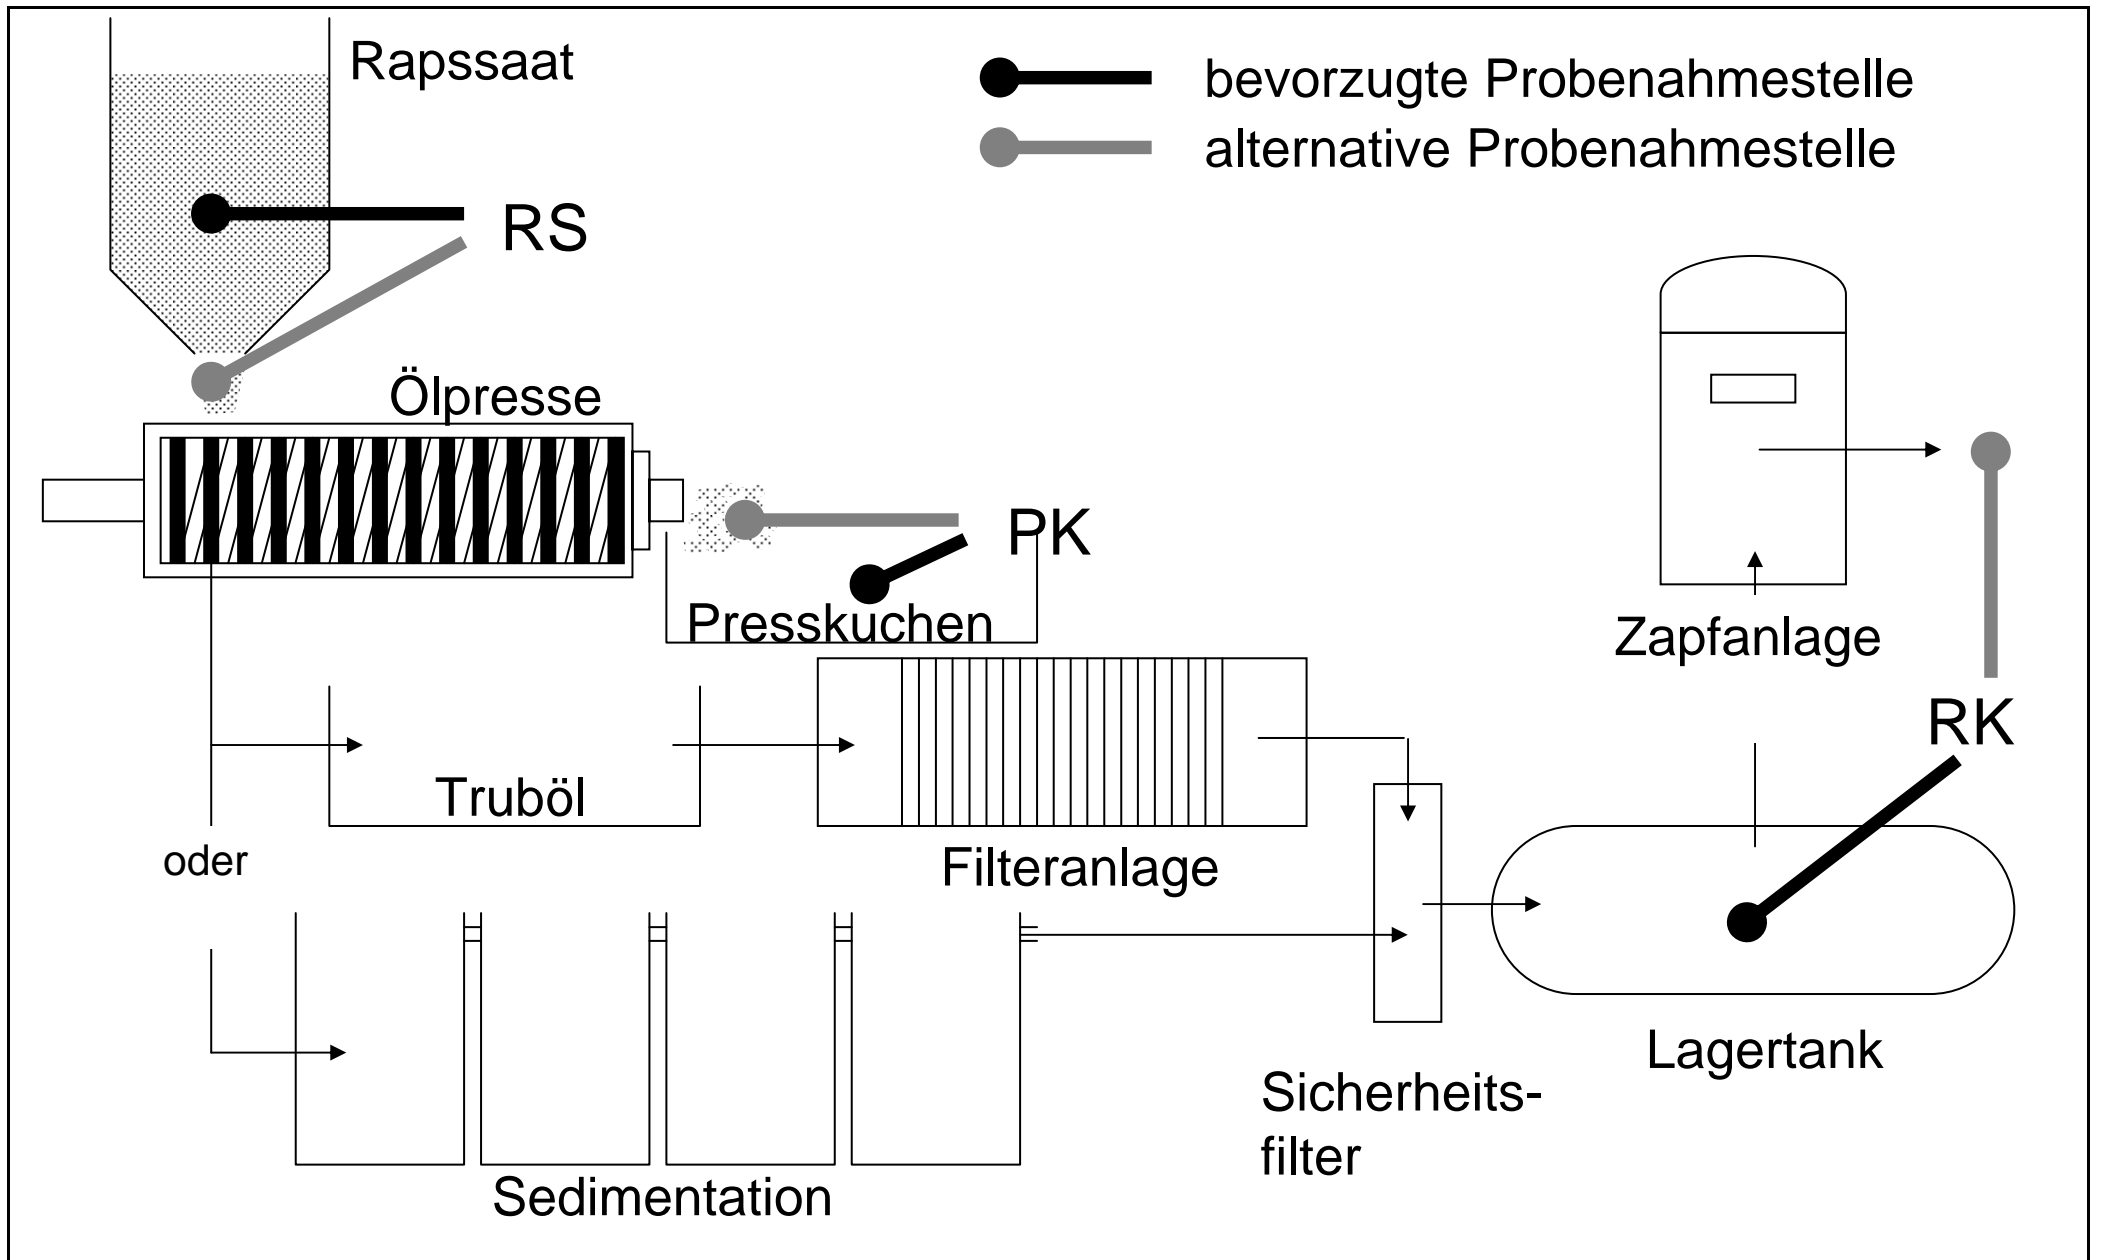 Rapssaat
bevorzugte Probenahmestelle
alternative Probenahmestelle
RS
Ölpresse
PK
Presskuchen
Zapfanlage
RK
Truböl
oder
Filteranlage
Lagertank
Sicherheits-
filter
Sedimentation